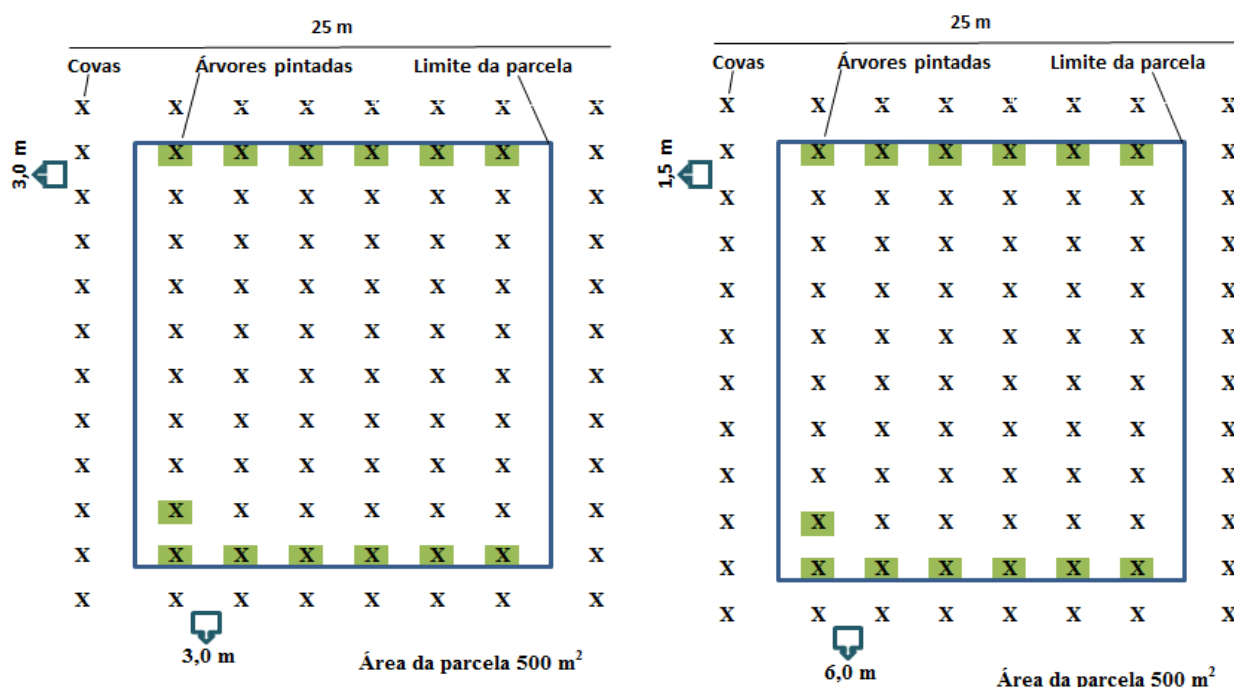 25 m
Covas Árvores pintadas Limite da parcela
X X X X X X X X
3,0 m
X X X X X X X X
X X X X X X X X
X X X X X X X X
X X X X X X X X
X X X X X X X X
X X X X X X X X
X X X X X X X X
X X X X X X X X
X X X X X X X X
X X X X X X X X
X X X X X X X X
3,0 m
Área da parcela 500 m²
25 m
Covas Árvores pintadas Limite da parcela
X X X X X X X X
1,5 m
X X X X X X X X
X X X X X X X X
X X X X X X X X
X X X X X X X X
X X X X X X X X
X X X X X X X X
X X X X X X X X
X X X X X X X X
X X X X X X X X
X X X X X X X X
X X X X X X X X
6,0 m
Área da parcela 500 m²